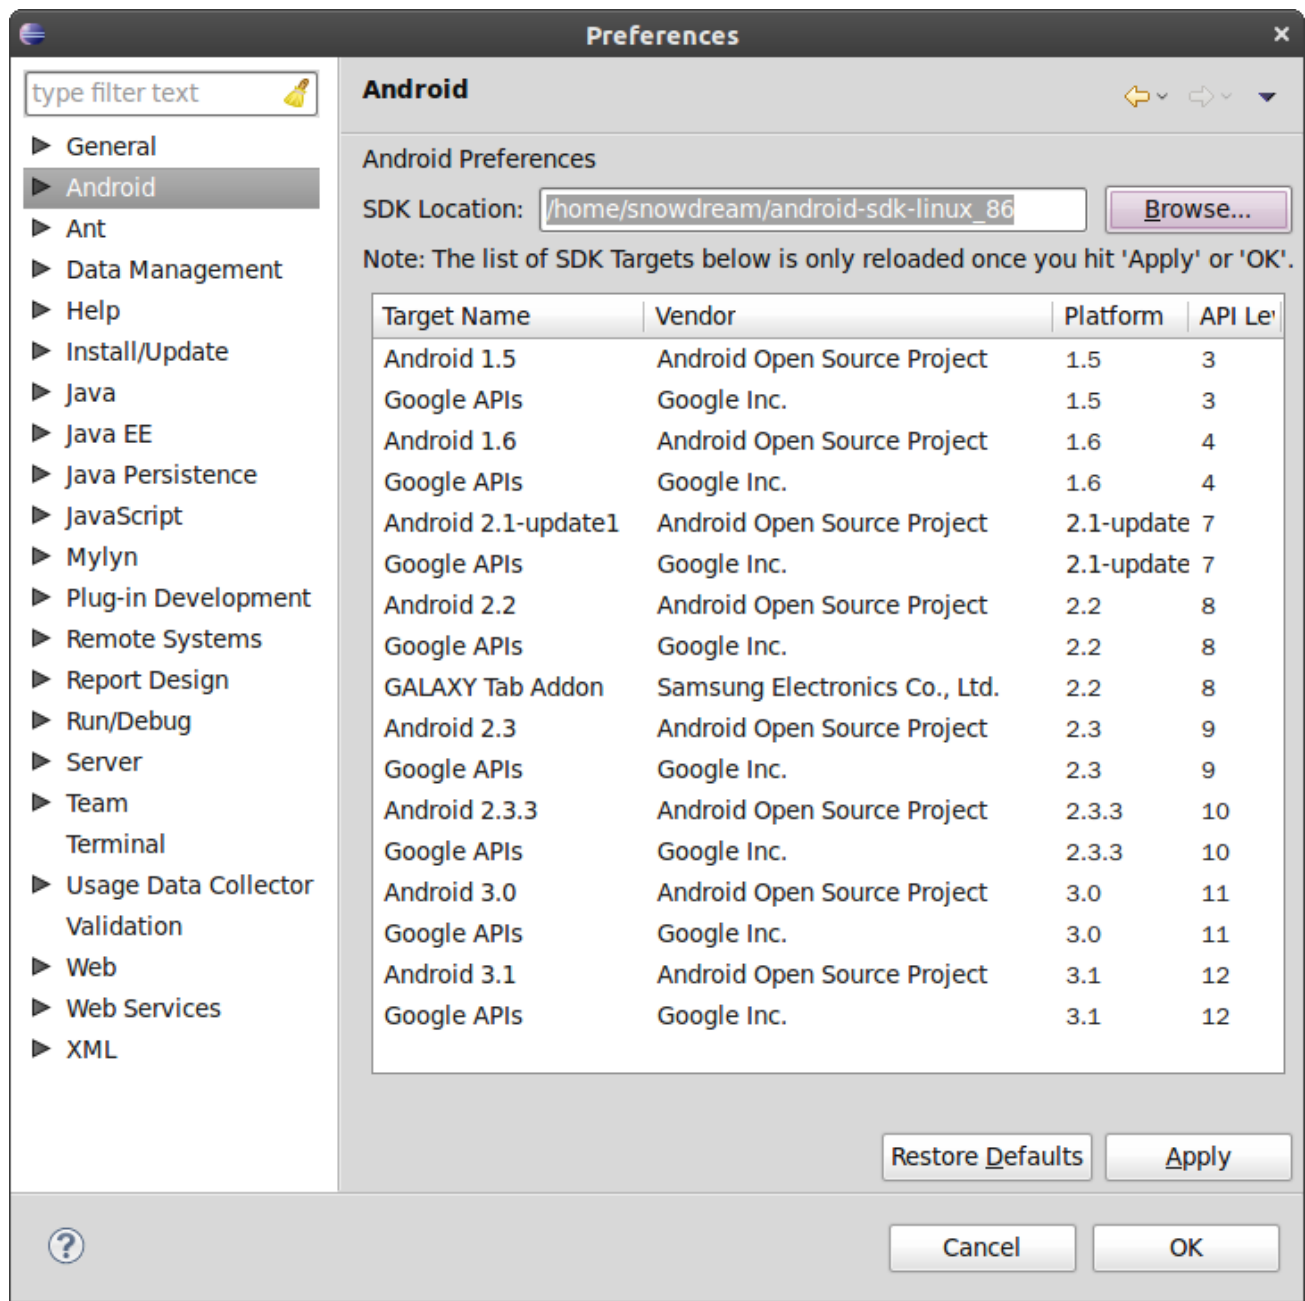 Preferences
type filter text
General
Android
Ant
Data Management
Help
Install/Update
Java
Java EE
Java Persistence
JavaScript
Mylyn
Plug-in Development
Remote Systems
Report Design
Run/Debug
Server
Team
Terminal
Usage Data Collector
Validation
Web
Web Services
XML
Android
Android Preferences
SDK Location: /home/snowdream/android-sdk-linux_86 Browse...
Note: The list of SDK Targets below is only reloaded once you hit 'Apply' or 'OK'.
Target Name Vendor Platform API Le
Android 1.5 Android Open Source Project 1.5 3
Google APIs Google Inc. 1.5 3
Android 1.6 Android Open Source Project 1.6 4
Google APIs Google Inc. 1.6 4
Android 2.1-update1 Android Open Source Project 2.1-update 7
Google APIs Google Inc. 2.1-update 7
Android 2.2 Android Open Source Project 2.2 8
Google APIs Google Inc. 2.2 8
GALAXY Tab Addon Samsung Electronics Co., Ltd. 2.2 8
Android 2.3 Android Open Source Project 2.3 9
Google APIs Google Inc. 2.3 9
Android 2.3.3 Android Open Source Project 2.3.3 10
Google APIs Google Inc. 2.3.3 10
Android 3.0 Android Open Source Project 3.0 11
Google APIs Google Inc. 3.0 11
Android 3.1 Android Open Source Project 3.1 12
Google APIs Google Inc. 3.1 12
Restore Defaults Apply
Cancel OK